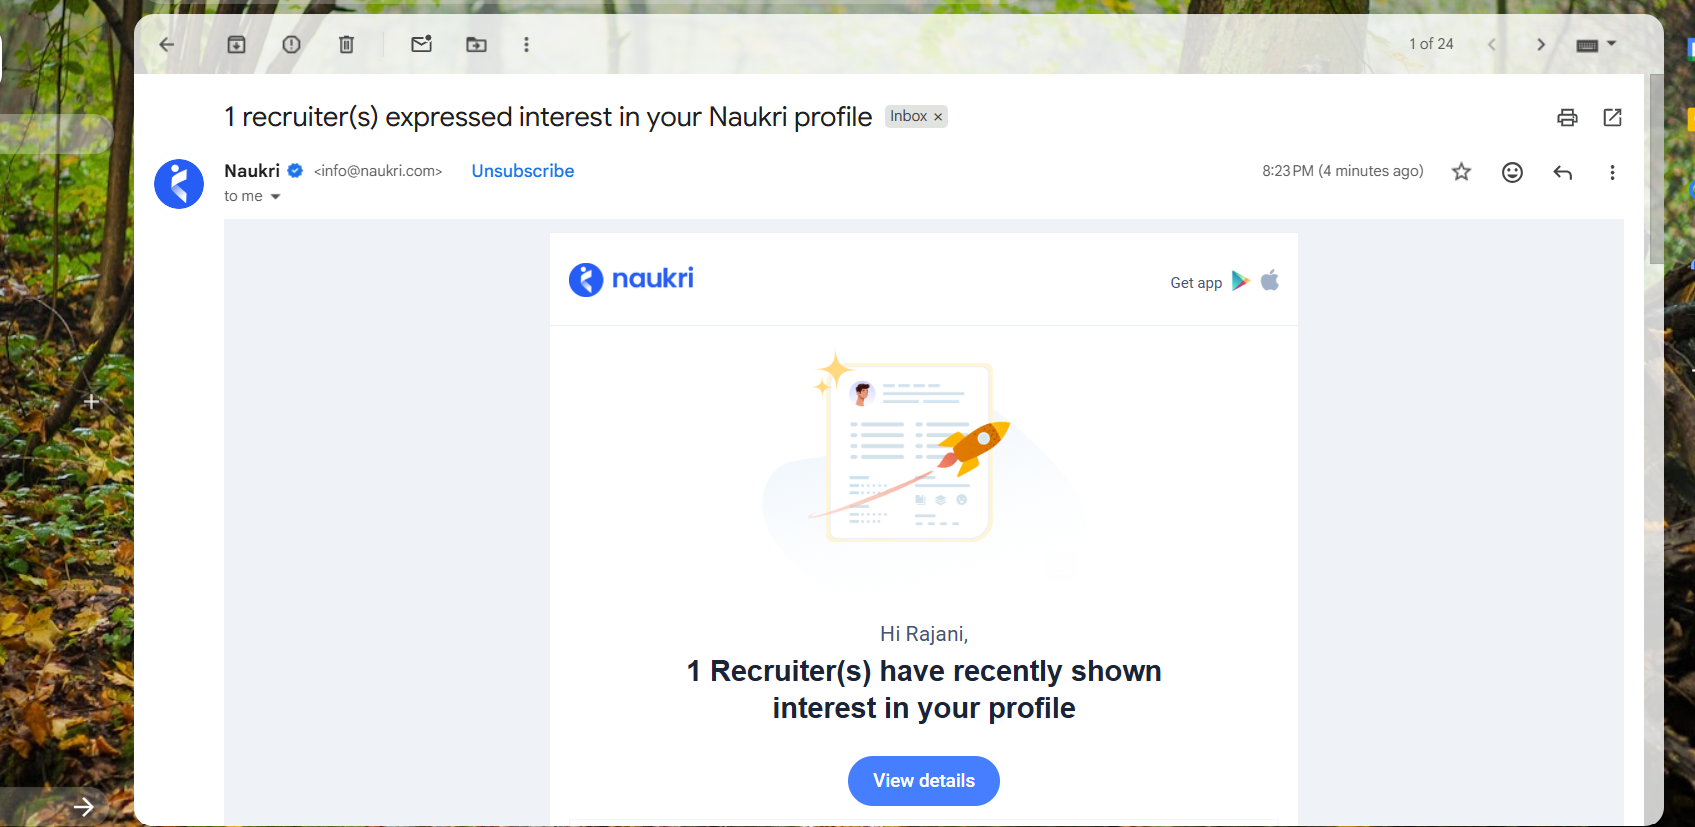 1 of 24
1 recruiter(s) expressed interest in your Naukri profile Inbox ×
Naukri <info@naukri.com> Unsubscribe 8:23 PM (4 minutes ago)
to me
naukri Get app
Hi Rajani,
1 Recruiter(s) have recently shown
interest in your profile
View details